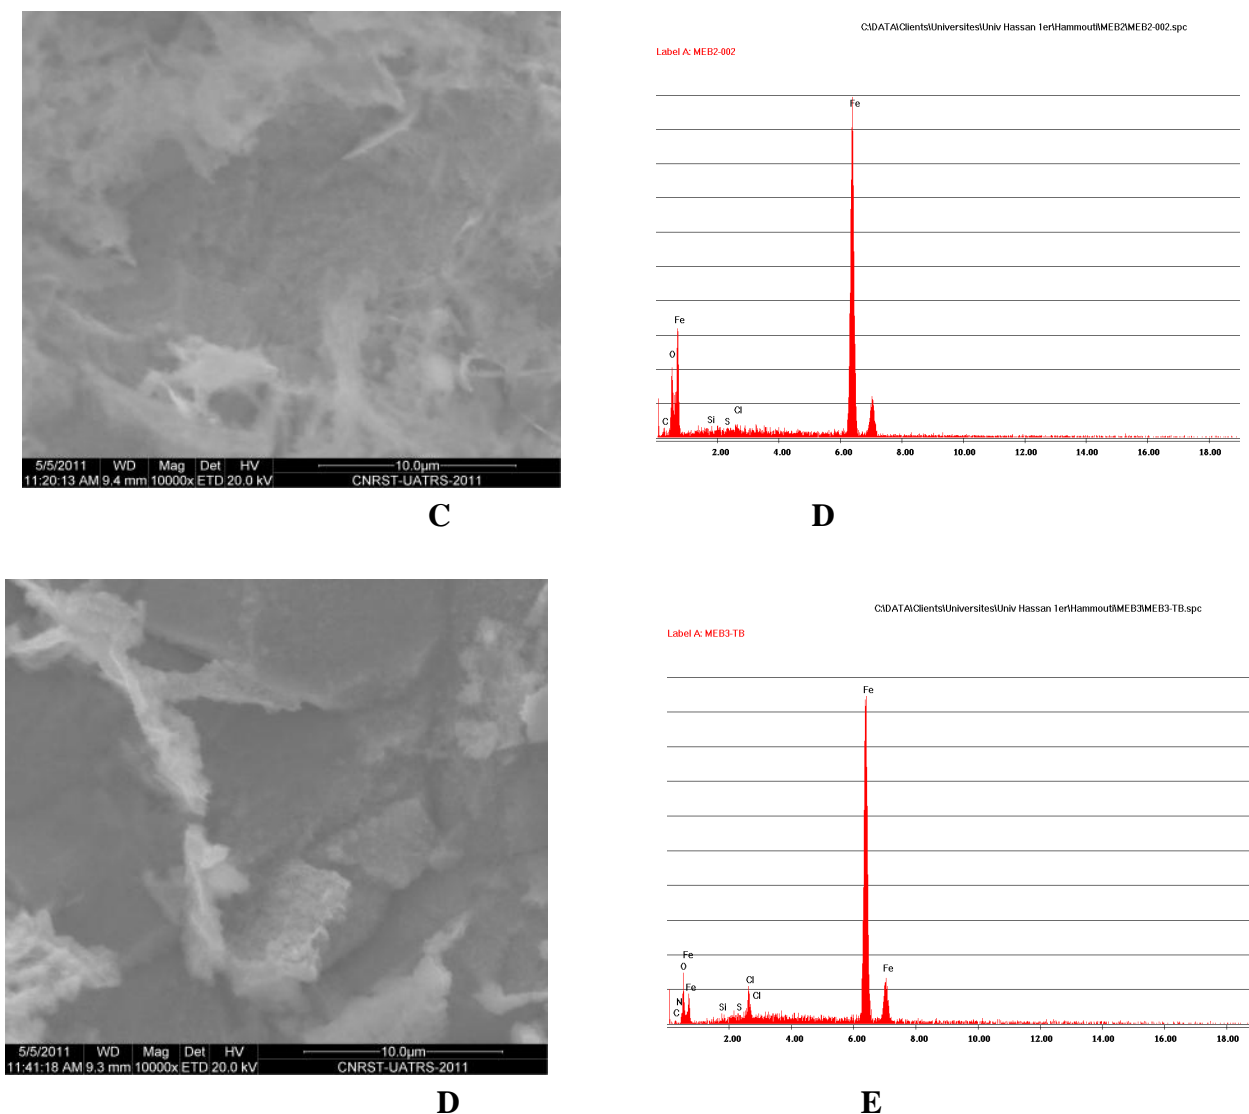 C:\DATA\Clients\Universites\Univ Hassan 1er\Hammouti\MEB2\MEB2-002.spc
Label A: MEB2-002
Fe
Fe
O
C
Si
S
Cl
2.00 4.00 6.00 8.00 10.00 12.00 14.00 16.00 18.00
5/5/2011 WD Mag Det HV 10.0µm
11:20:13 AM 9.4 mm 10000x ETD 20.0 kV CNRST-UATRS-2011
C D
C:\DATA\Clients\Universites\Univ Hassan 1er\Hammouti\MEB3\MEB3-TB.spc
Label A: MEB3-TB
Fe
Fe
O
Fe
N
C
Si
S
Cl
Cl
Fe
2.00 4.00 6.00 8.00 10.00 12.00 14.00 16.00 18.00
5/5/2011 WD Mag Det HV 10.0µm
11:41:18 AM 9.3 mm 10000x ETD 20.0 kV CNRST-UATRS-2011
D E